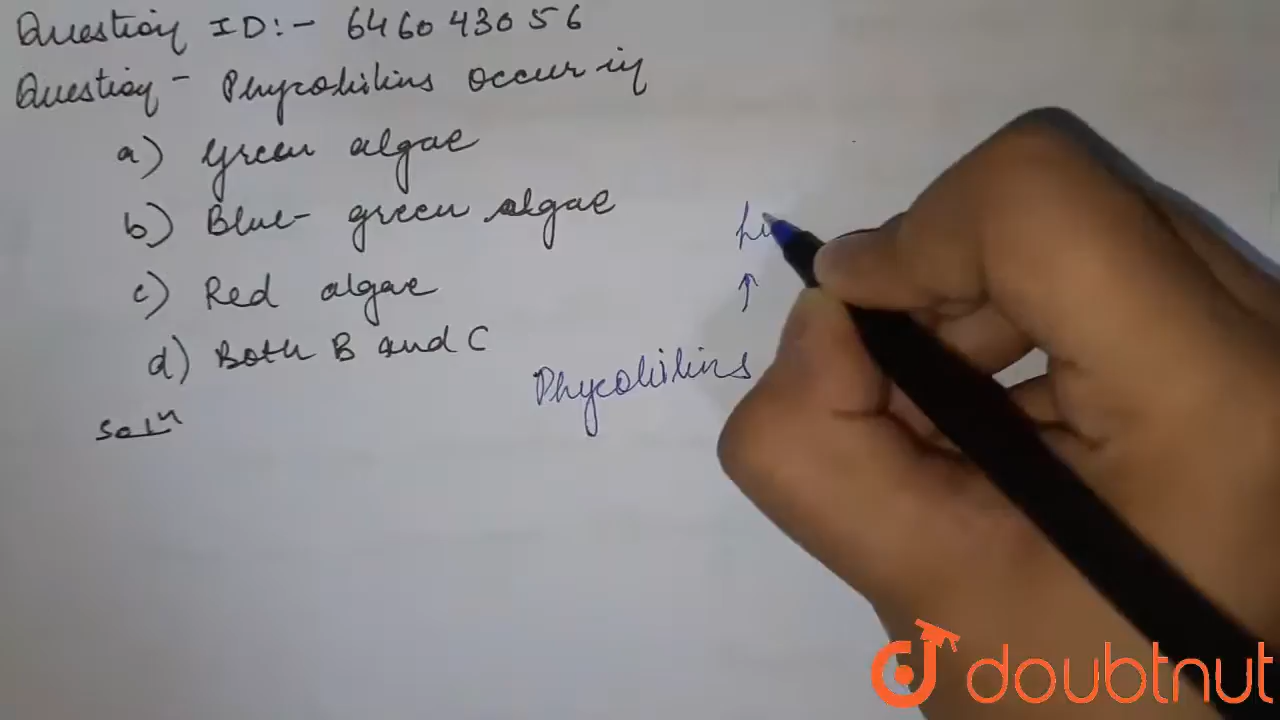 Question ID:- 646043056
Question - Phycobilins occur in
a) Green algae
b) Blue- green algae
c) Red algae
d) Both B and C
Soln
↑
Phycobilins
doubtnut